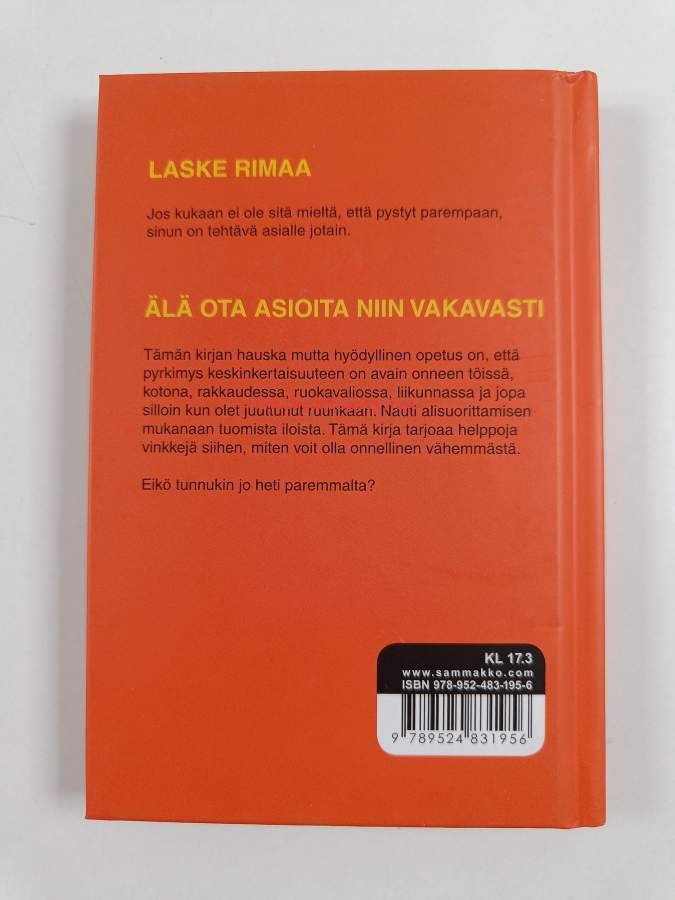 LASKE RIMAA
Jos kukaan ei ole sitä mieltä, että pystyt parempaan,
sinun on tehtävä asialle jotain.
ÄLÄ OTA ASIOITA NIIN VAKAVASTI
Tämän kirjan hauska mutta hyödyllinen opetus on, että
pyrkimys keskinkertaisuuteen on avain onneen töissä,
kotona, rakkaudessa, ruokavaliossa, liikunnassa ja jopa
silloin kun olet juuttunut ruuhkaan. Nauti alisuorittamisen
mukanaan tuomista iloista. Tämä kirja tarjoaa helppoja
vinkkejä siihen, miten voit olla onnellinen vähemmästä.
Eikö tunnukin jo heti paremmalta?
KL 17.3
www.sammakko.com
ISBN 978-952-483-195-6
9 789524 831956